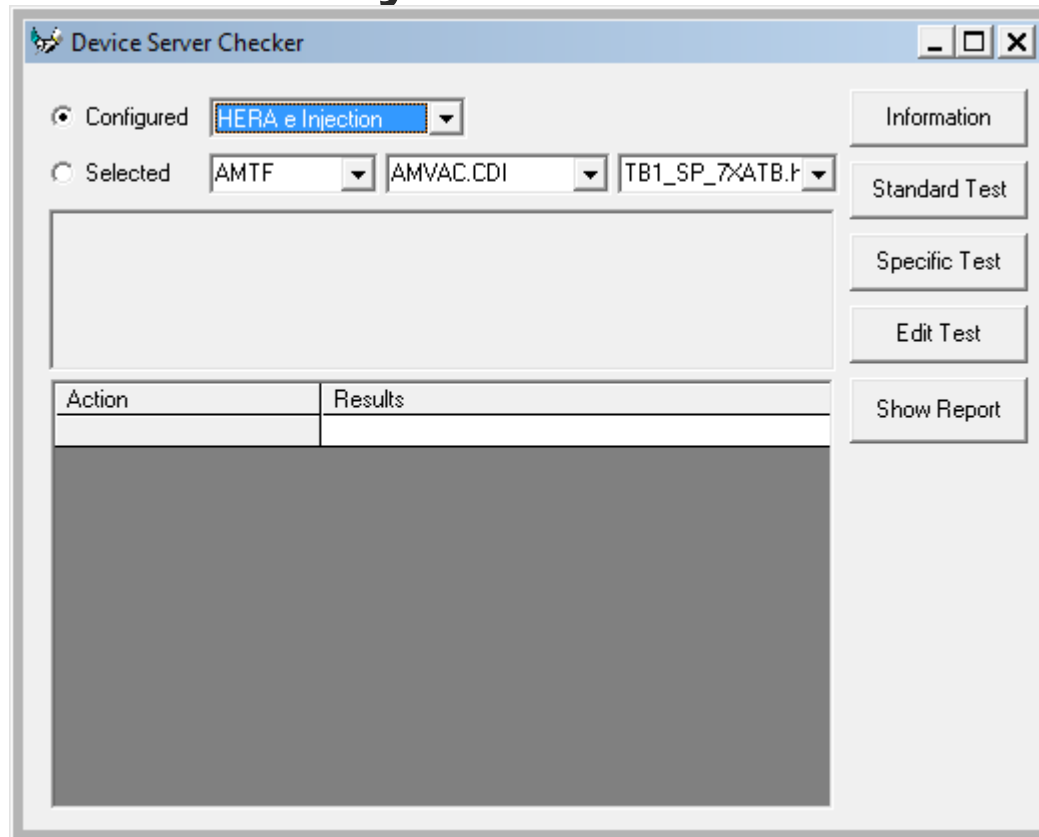 Device Server Checker
Configured HERA e Injection
Selected AMTF AMVAC.CDI TB1_SP_7XATB.
Information
Standard Test
Specific Test
Edit Test
Show Report
Action Results